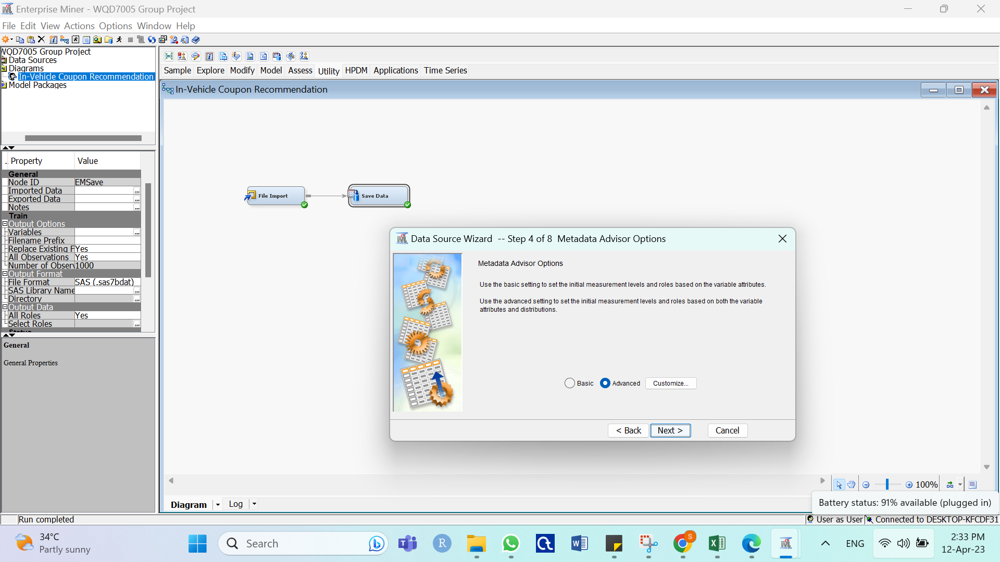 Enterprise Miner - WQD7005 Group Project
File Edit View Actions Options Window Help
WQD7005 Group Project
Data Sources
Diagrams
In-Vehicle Coupon Recommendation
Model Packages
Sample Explore Modify Model Assess Utility HPDM Applications Time Series
In-Vehicle Coupon Recommendation
.. Property Value
General
Node ID EMSave
Imported Data ...
Exported Data ...
Notes ...
Train
Output Options
Variables ...
Filename Prefix
Replace Existing F Yes
All Observations Yes
Number of Obser 1000
Output Format
File Format SAS (.sas7bdat)
SAS Library Name ...
Directory ...
Output Data
All Roles Yes
Select Roles ...
Status
General
General Properties
File Import
Save Data
Data Source Wizard -- Step 4 of 8 Metadata Advisor Options
Metadata Advisor Options
Use the basic setting to set the initial measurement levels and roles based on the variable attributes.
Use the advanced setting to set the initial measurement levels and roles based on both the variable
attributes and distributions.
Basic Advanced Customize...
< Back Next > Cancel
100%
Diagram Log
Battery status: 91% available (plugged in)
Run completed
User as User Connected to DESKTOP-KFCDF31
34°C
Partly sunny
Search
ENG
2:33 PM
12-Apr-23